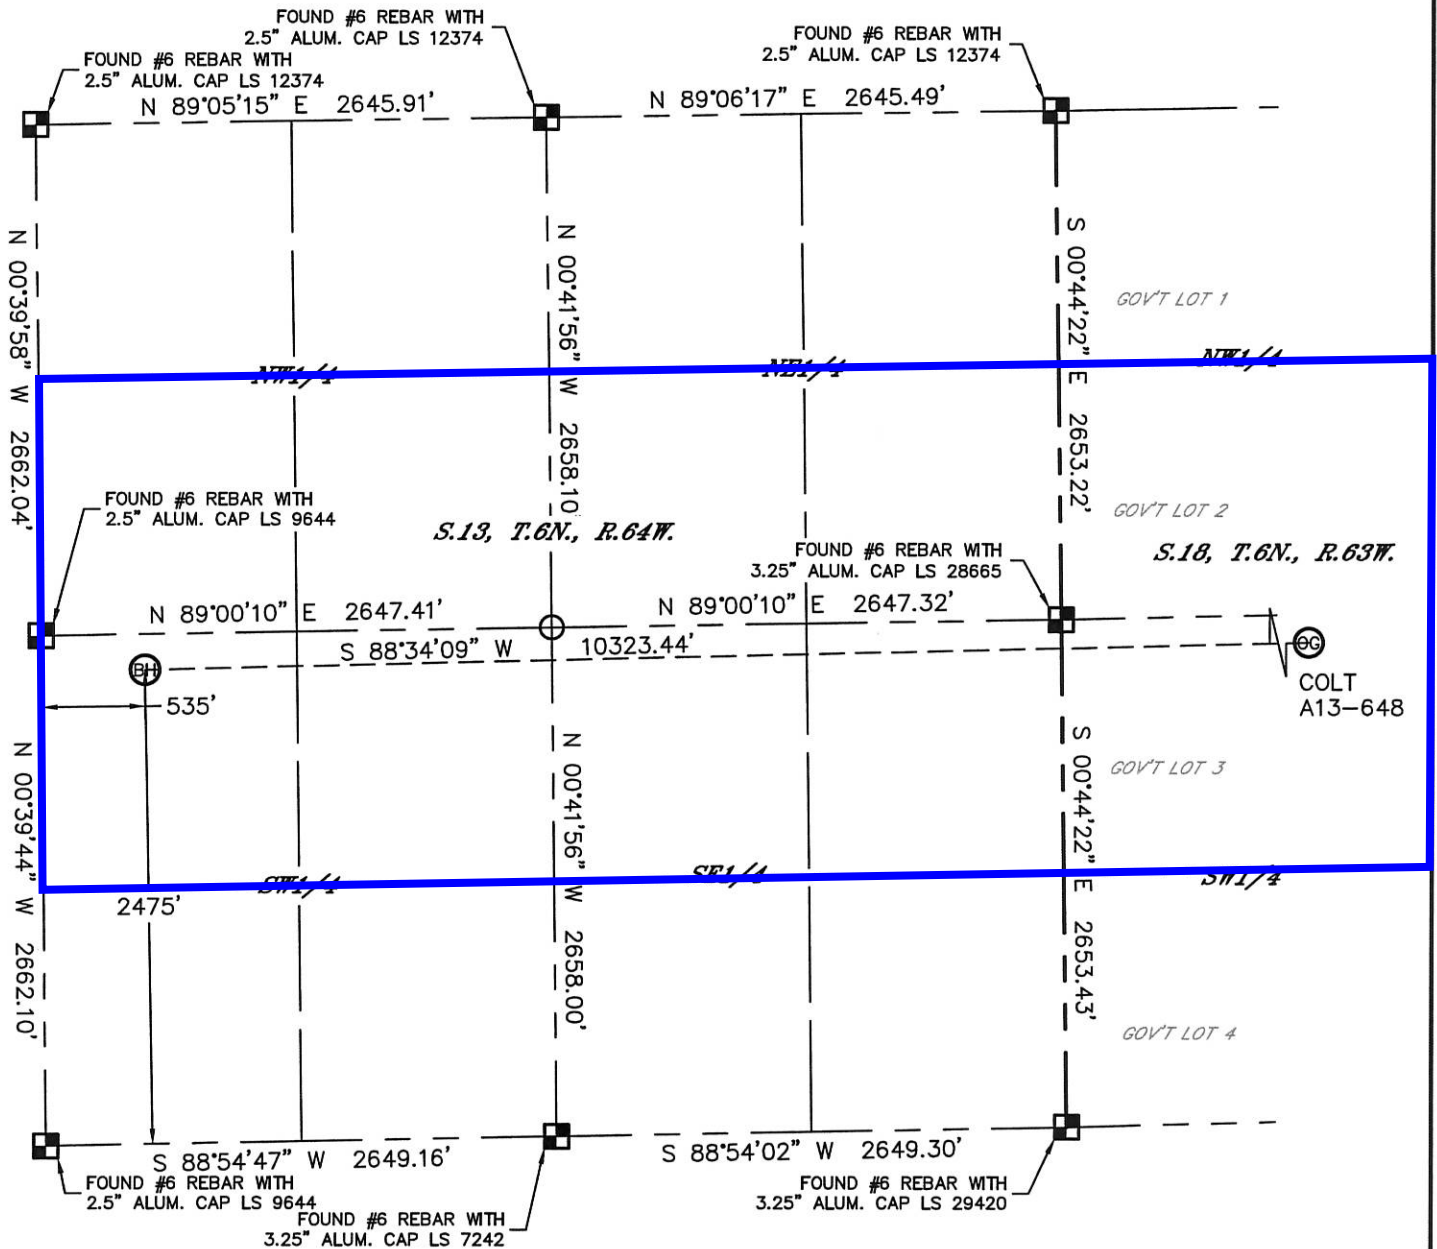 FOUND #6 REBAR WITH
2.5" ALUM. CAP LS 12374
FOUND #6 REBAR WITH
2.5" ALUM. CAP LS 12374
FOUND #6 REBAR WITH
2.5" ALUM. CAP LS 12374
N 89°05'15" E 2645.91'
N 89°06'17" E 2645.49'
N 00°39'58" W 2662.04'
N 00°41'56" W 2658.10'
S 00°44'22" E 2653.22'
GOV'T LOT 1
NW1/4
NE1/4
NW1/4
FOUND #6 REBAR WITH
2.5" ALUM. CAP LS 9644
S.13, T.6N., R.64W.
GOV'T LOT 2
S.18, T.6N., R.63W.
FOUND #6 REBAR WITH
3.25" ALUM. CAP LS 28665
N 89°00'10" E 2647.41'
N 89°00'10" E 2647.32'
S 88°34'09" W 10323.44'
BH
OG
COLT
A13-648
535'
N 00°39'44" W 2662.10'
N 00°41'56" W 2658.00'
S 00°44'22" E 2653.43'
GOV'T LOT 3
SW1/4
SE1/4
SW1/4
2475'
GOV'T LOT 4
S 88°54'47" W 2649.16'
S 88°54'02" W 2649.30'
FOUND #6 REBAR WITH
2.5" ALUM. CAP LS 9644
FOUND #6 REBAR WITH
3.25" ALUM. CAP LS 7242
FOUND #6 REBAR WITH
3.25" ALUM. CAP LS 29420